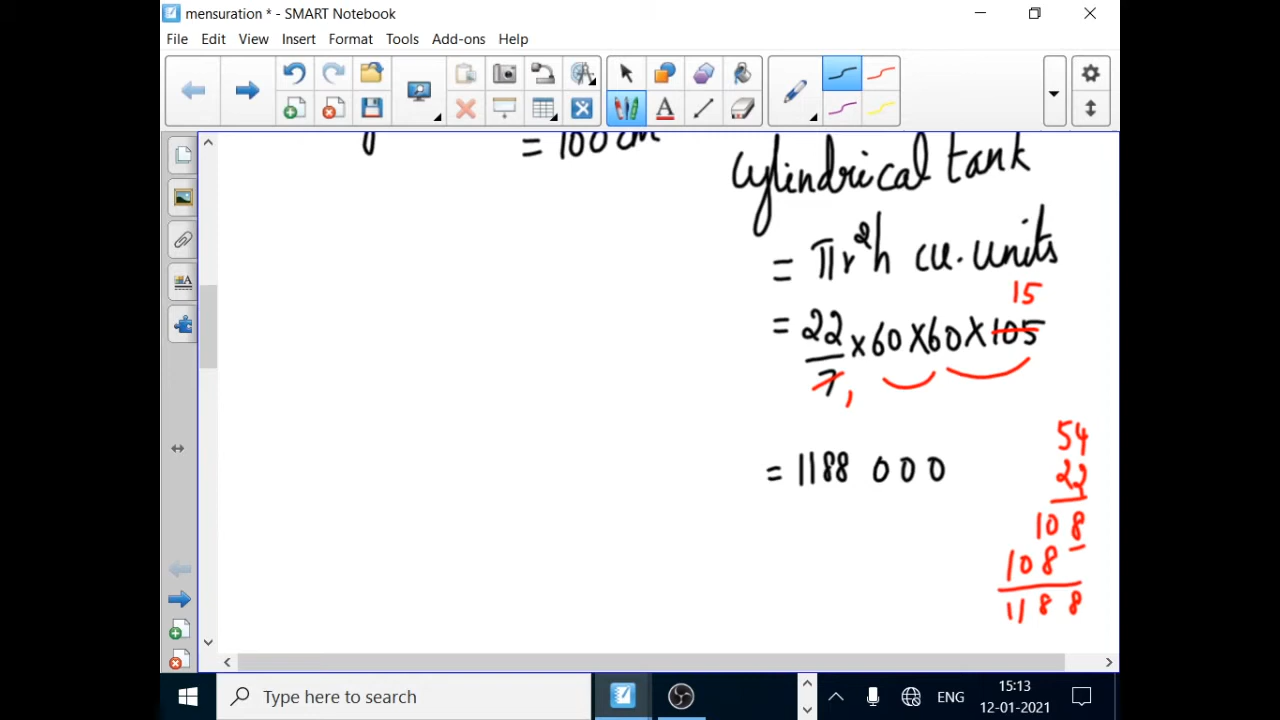 mensuration * - SMART Notebook
File Edit View Insert Format Tools Add-ons Help
= 100 cm
cylindrical tank
= πr²h cu. units
15
= 22/7 × 60 × 60 × 105
1
= 1188 000
54
22
108
108
1188
Type here to search
ENG
15:13
12-01-2021